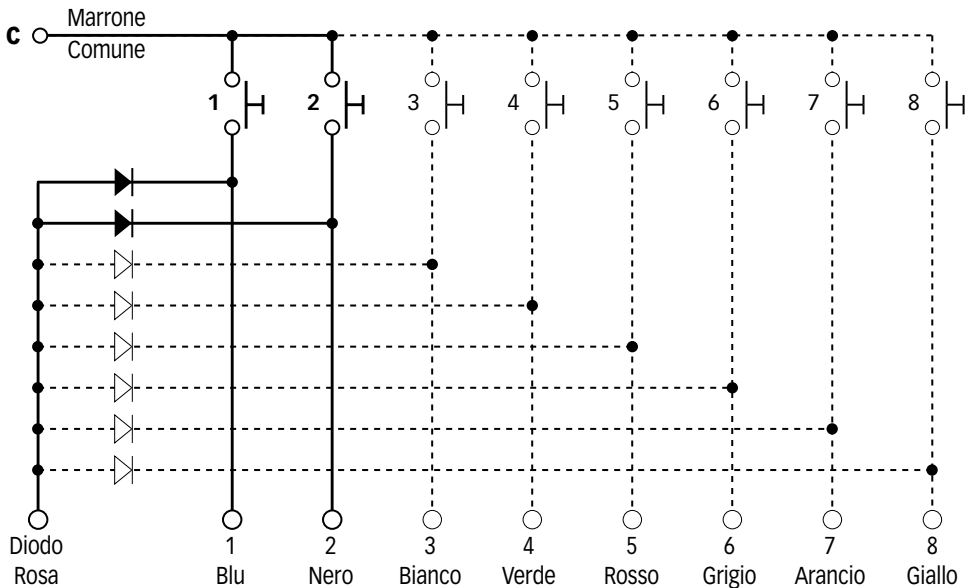 Marrone
C
Comune
1 2 3 4 5 6 7 8
Diodo 1 2 3 4 5 6 7 8
Rosa Blu Nero Bianco Verde Rosso Grigio Arancio Giallo